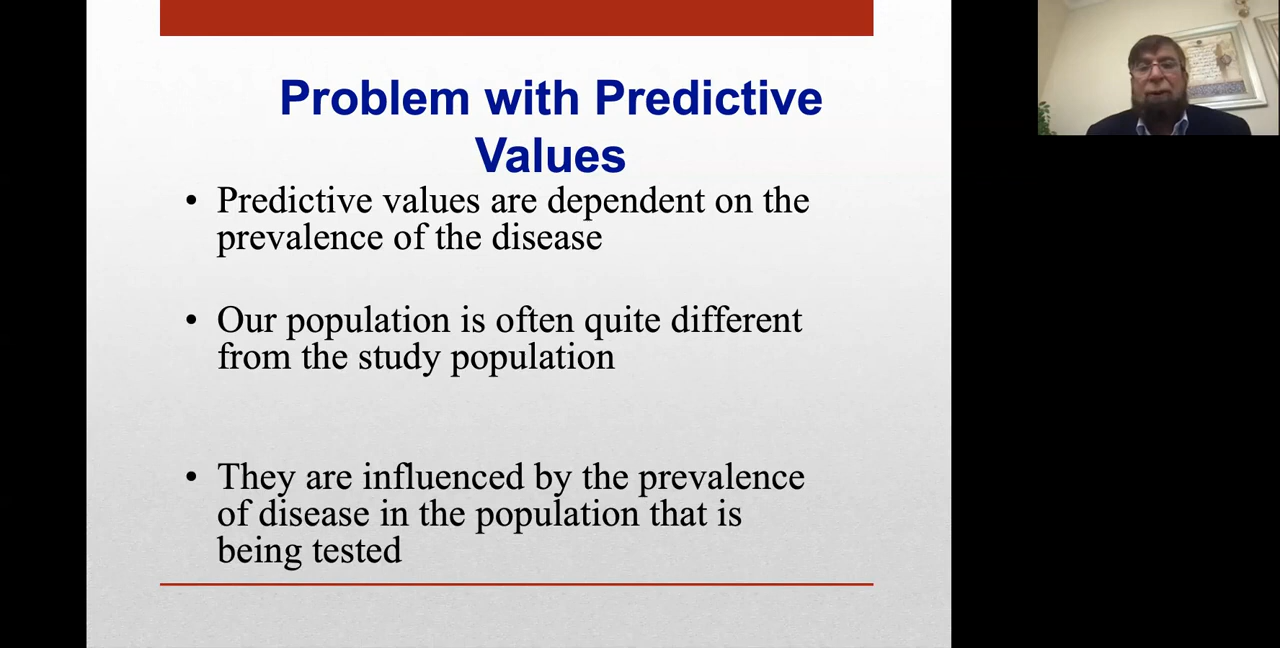 Problem with Predictive
Values
• Predictive values are dependent on the
prevalence of the disease
• Our population is often quite different
from the study population
• They are influenced by the prevalence
of disease in the population that is
being tested